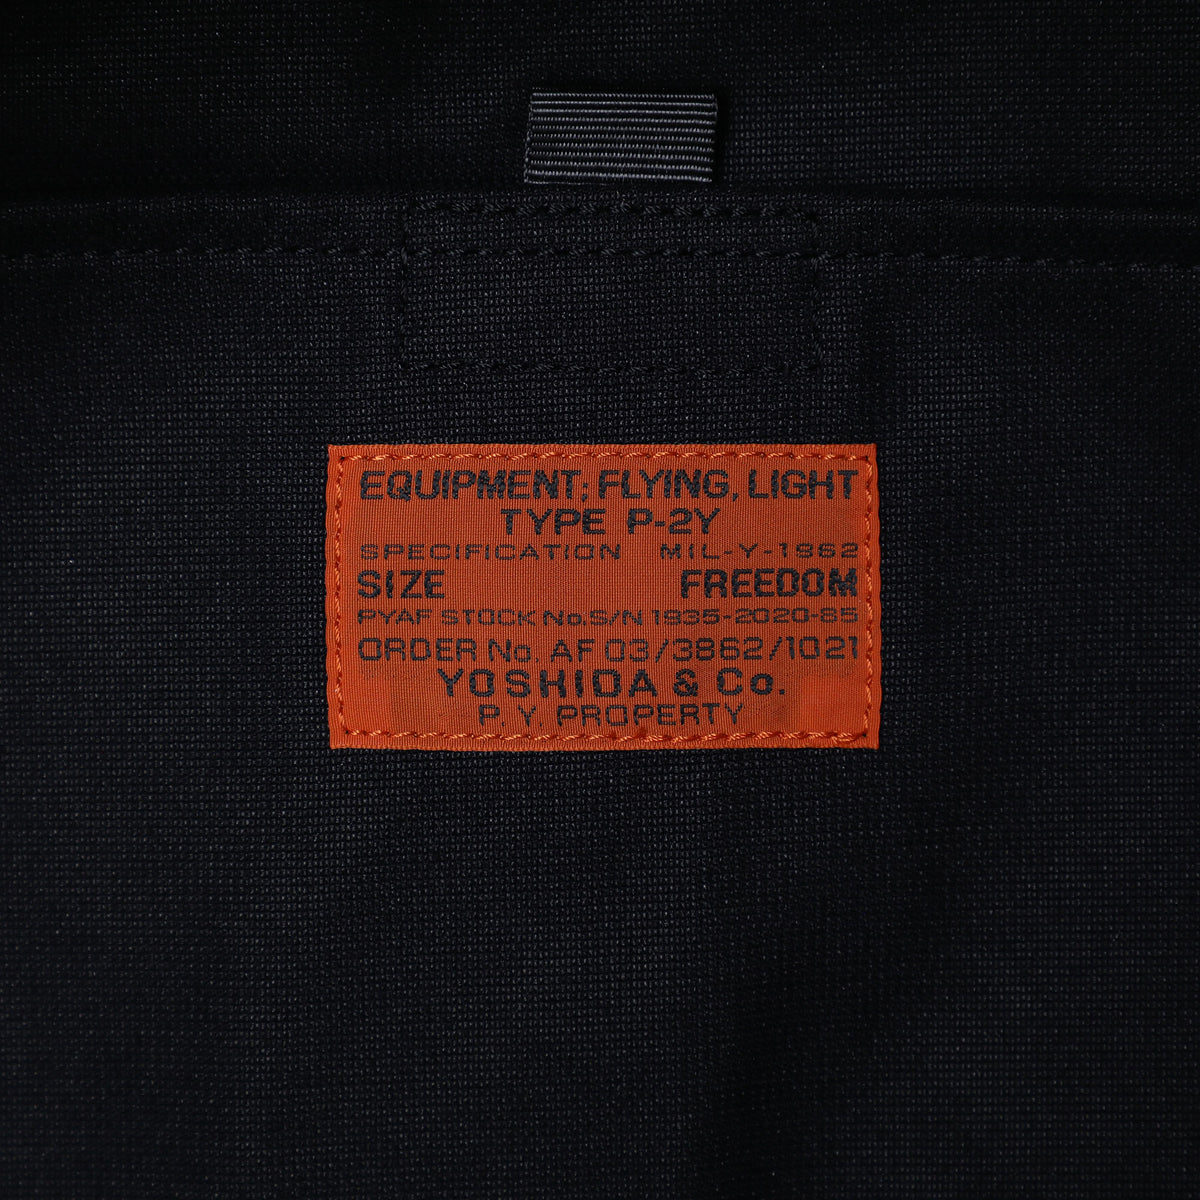 EQUIPMENT; FLYING, LIGHT
TYPE P-2Y
SPECIFICATION MIL-Y-1962
SIZE FREEDOM
PYAF STOCK No.S/N 1935-2020-85
ORDER No. AF 03/3862/1021
YOSHIDA & Co.
P. Y. PROPERTY